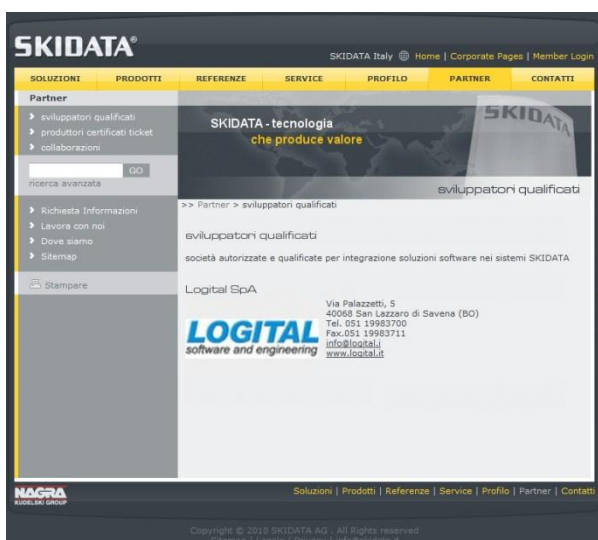 SKIDATA®
SKIDATA Italy Home | Corporate Pages | Member Login
SOLUZIONI PRODOTTI REFERENZE SERVICE PROFILO PARTNER CONTATTI
Partner
sviluppatori qualificati
produttori certificati ticket
collaborazioni
GO
ricerca avanzata
Richiesta Informazioni
Lavora con noi
Dove siamo
Sitemap
Stampare
SKIDATA - tecnologia
che produce valore
SKIDATA
sviluppatori qualificati
>> Partner > sviluppatori qualificati
sviluppatori qualificati
società autorizzate e qualificate per integrazione soluzioni software nei sistemi SKIDATA
Logital SpA
LOGITAL
software and engineering
Via Palazzetti, 5
40068 San Lazzaro di Savena (BO)
Tel. 051 19983700
Fax.051 19983711
info@logital.i
www.logital.it
NAGRA
KUDELSKI GROUP
Soluzioni | Prodotti | Referenze | Service | Profilo | Partner | Contatti
Copyright © 2010 SKIDATA AG . All Rights reserved